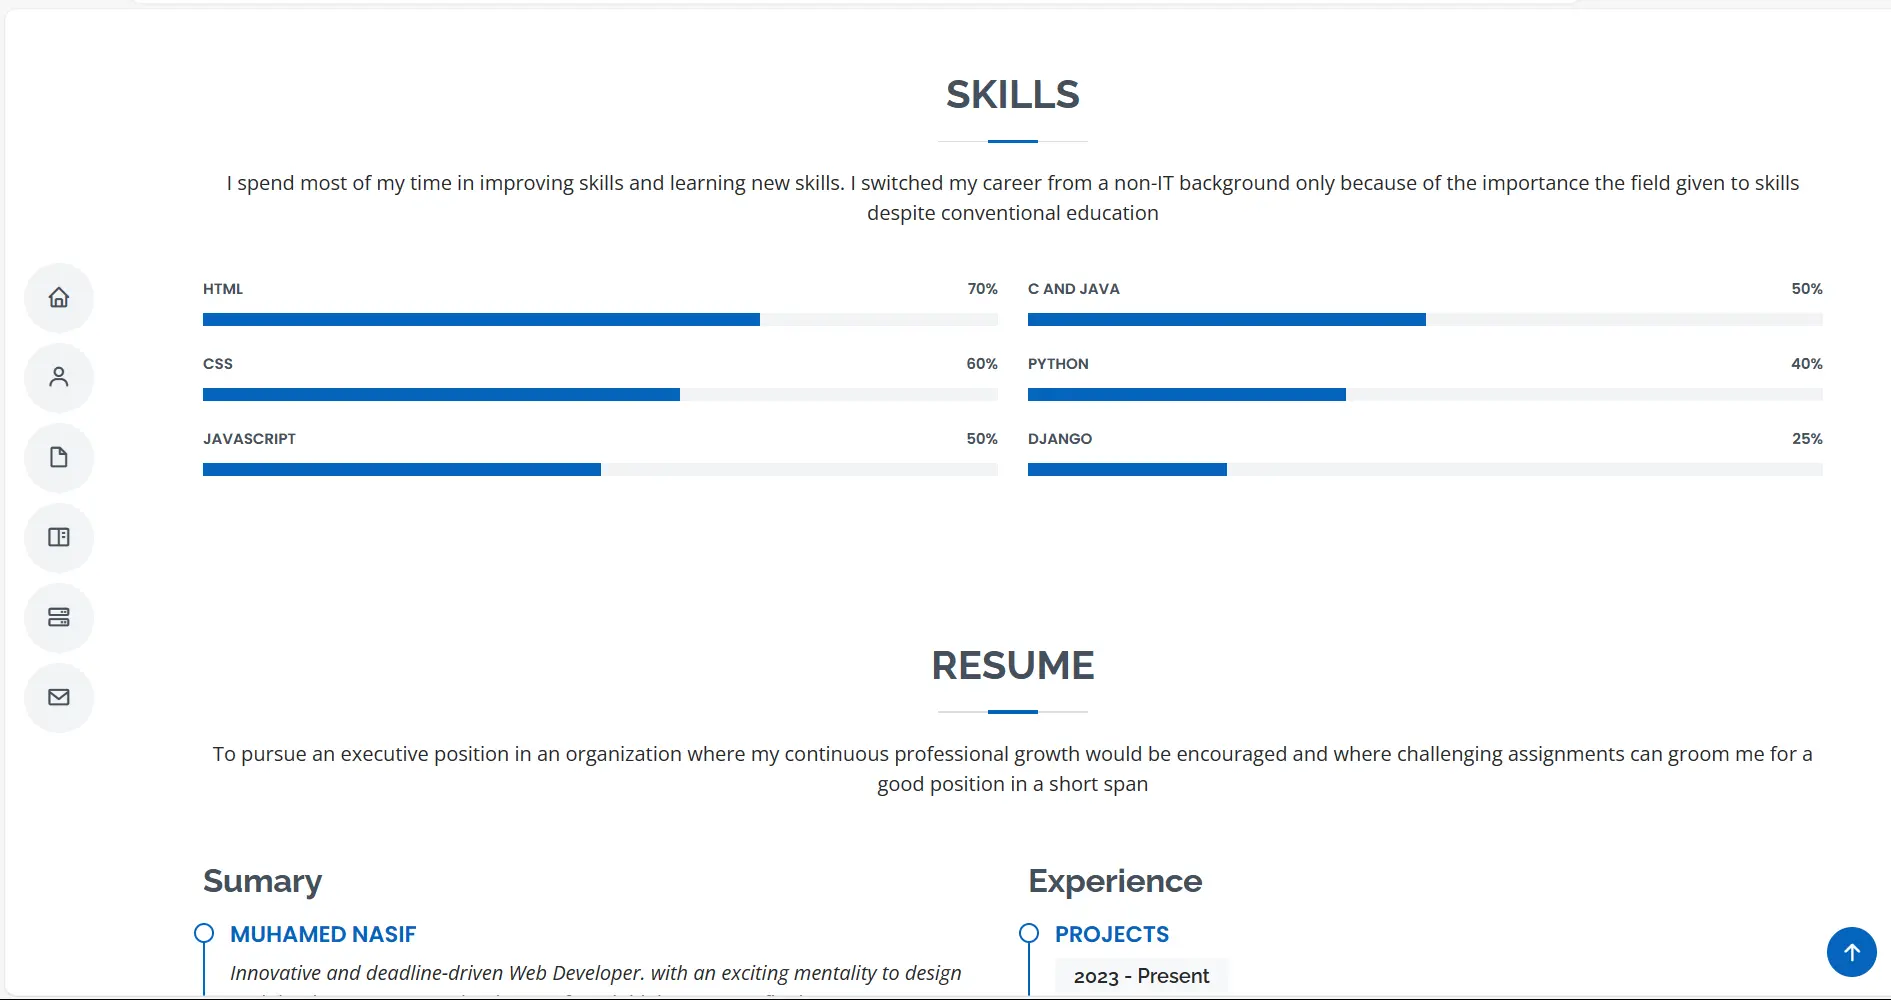 SKILLS
I spend most of my time in improving skills and learning new skills. I switched my career from a non-IT background only because of the importance the field given to skills
despite conventional education
HTML 70%
CSS 60%
JAVASCRIPT 50%
C AND JAVA 50%
PYTHON 40%
DJANGO 25%
RESUME
To pursue an executive position in an organization where my continuous professional growth would be encouraged and where challenging assignments can groom me for a
good position in a short span
Sumary
MUHAMED NASIF
Innovative and deadline-driven Web Developer. with an exciting mentality to design
Experience
PROJECTS
2023 - Present